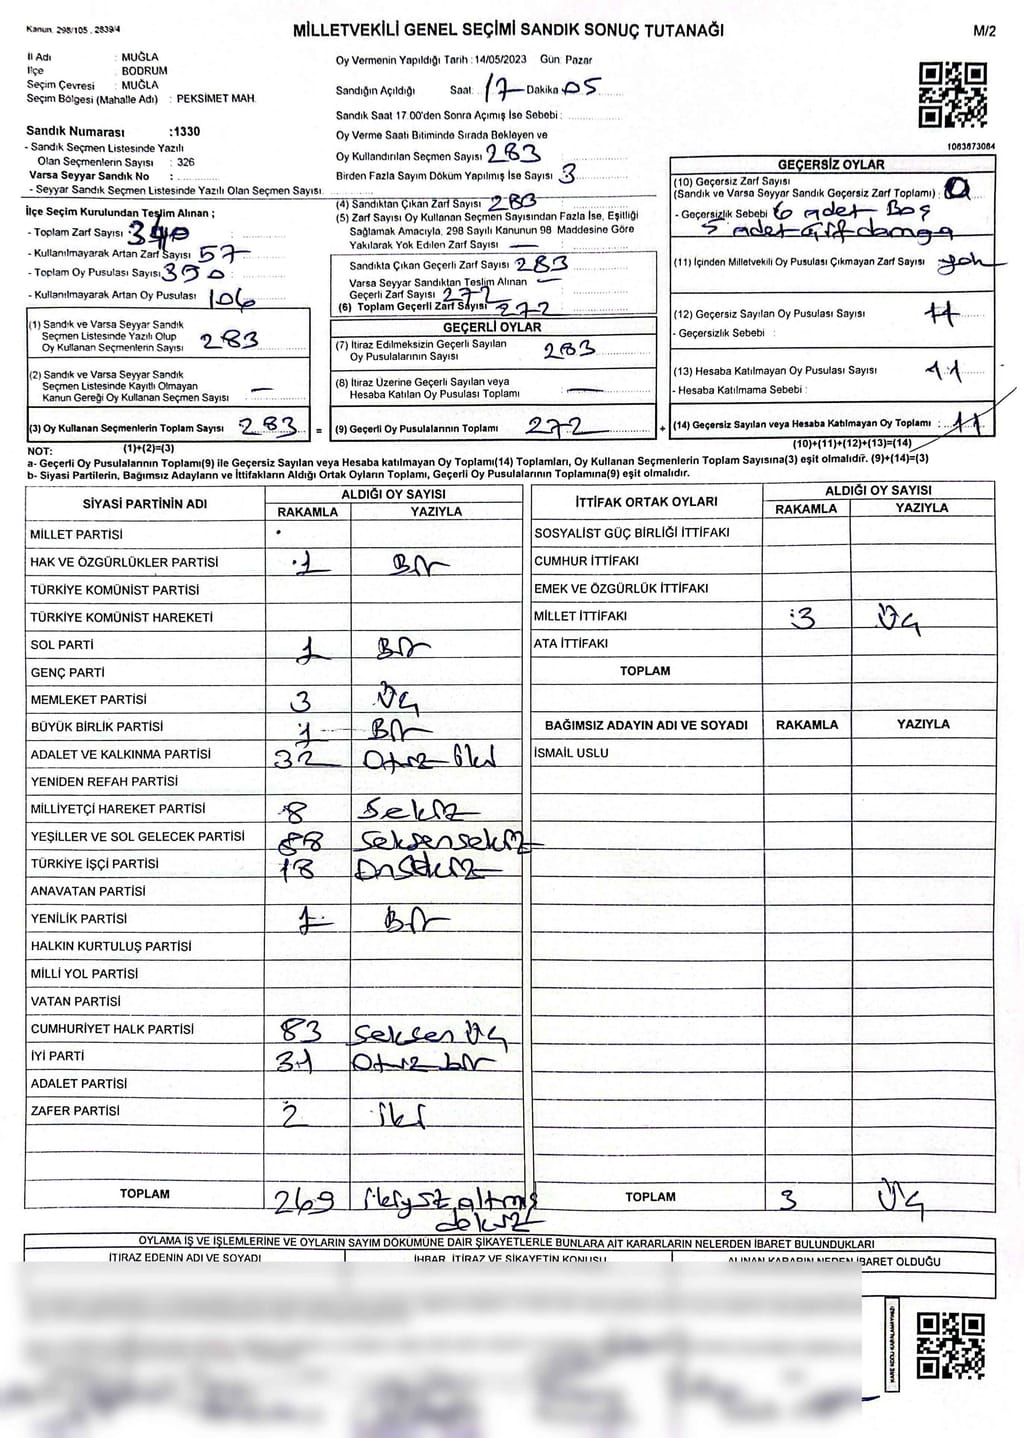 Kanun. 298/105 . 2839/4
MİLLETVEKİLİ GENEL SEÇİMİ SANDIK SONUÇ TUTANAĞI
M/2
İl Adı : MUĞLA
İlçe : BODRUM
Seçim Çevresi : MUĞLA
Seçim Bölgesi (Mahalle Adı) : PEKSİMET MAH.
Oy Vermenin Yapıldığı Tarih : 14/05/2023 Gün: Pazar
Sandığın Açıldığı Saat: 17 Dakika 05
Sandık Saat 17.00'den Sonra Açımış İse Sebebi :
Oy Verme Saati Bitiminde Sırada Bekleyen ve
Oy Kullandırılan Seçmen Sayısı 283
Birden Fazla Sayım Döküm Yapılmış İse Sayısı 3
1083873084
Sandık Numarası :1330
- Sandık Seçmen Listesinde Yazılı
Olan Seçmenlerin Sayısı : 326
Varsa Seyyar Sandık No :
- Seyyar Sandık Seçmen Listesinde Yazılı Olan Seçmen Sayısı
İlçe Seçim Kurulundan Teslim Alınan ;
- Toplam Zarf Sayısı : 340
- Kullanılmayarak Artan Zarf Sayısı 57
- Toplam Oy Pusulası Sayısı 390
- Kullanılmayarak Artan Oy Pusulası 106
(4) Sandıktan Çıkan Zarf Sayısı 283
(5) Zarf Sayısı Oy Kullanan Seçmen Sayısından Fazla İse, Eşitliği
Sağlamak Amacıyla, 298 Sayılı Kanunun 98 Maddesine Göre
Yakılarak Yok Edilen Zarf Sayısı —
Sandıkta Çıkan Geçerli Zarf Sayısı 283
Varsa Seyyar Sandıktan Teslim Alınan —
Geçerli Zarf Sayısı 272
(6) Toplam Geçerli Zarf Sayısı 272
GEÇERSİZ OYLAR
(10) Geçersiz Zarf Sayısı
(Sandık ve Varsa Seyyar Sandık Geçersiz Zarf Toplamı) : 0
- Geçersizlik Sebebi 6 adet Boş
5 adet çift damga
(11) İçinden Milletvekili Oy Pusulası Çıkmayan Zarf Sayısı yok
(12) Geçersiz Sayılan Oy Pusulası Sayısı 11
- Geçersizlik Sebebi :
(13) Hesaba Katılmayan Oy Pusulası Sayısı 11
- Hesaba Katılmama Sebebi :
(14) Geçersiz Sayılan veya Hesaba Katılmayan Oy Toplamı : 11
(1) Sandık ve Varsa Seyyar Sandık
Seçmen Listesinde Yazılı Olup
Oy Kullanan Seçmenlerin Sayısı 283
(2) Sandık ve Varsa Seyyar Sandık
Seçmen Listesinde Kayıtlı Olmayan
Kanun Gereği Oy Kullanan Seçmen Sayısı —
(3) Oy Kullanan Seçmenlerin Toplam Sayısı 283 =
GEÇERLİ OYLAR
(7) İtiraz Edilmeksizin Geçerli Sayılan
Oy Pusulalarının Sayısı 283
(8) İtiraz Üzerine Geçerli Sayılan veya
Hesaba Katılan Oy Pusulası Toplamı —
(9) Geçerli Oy Pusulalarının Toplamı 272 +
NOT: (1)+(2)=(3)
(10)+(11)+(12)+(13)=(14)
a- Geçerli Oy Pusulalarının Toplamı(9) ile Geçersiz Sayılan veya Hesaba katılmayan Oy Toplamı(14) Toplamları, Oy Kullanan Seçmenlerin Toplam Sayısına(3) eşit olmalıdır. (9)+(14)=(3)
b- Siyasi Partilerin, Bağımsız Adayların ve İttifakların Aldığı Ortak Oyların Toplamı, Geçerli Oy Pusulalarının Toplamına(9) eşit olmalıdır.
SİYASİ PARTİNİN ADI ALDIĞI OY SAYISI
RAKAMLA YAZIYLA
MİLLET PARTİSİ
HAK VE ÖZGÜRLÜKLER PARTİSİ 1 Bir
TÜRKİYE KOMÜNİST PARTİSİ
TÜRKİYE KOMÜNİST HAREKETİ
SOL PARTİ 1 Bir
GENÇ PARTİ
MEMLEKET PARTİSİ 3 Üç
BÜYÜK BİRLİK PARTİSİ 1 Bir
ADALET VE KALKINMA PARTİSİ 32 Otuz iki
YENİDEN REFAH PARTİSİ
MİLLİYETÇİ HAREKET PARTİSİ 8 Sekiz
YEŞİLLER VE SOL GELECEK PARTİSİ 88 Seksensekiz
TÜRKİYE İŞÇİ PARTİSİ 18 Onsekiz
ANAVATAN PARTİSİ
YENİLİK PARTİSİ 1 Bir
HALKIN KURTULUŞ PARTİSİ
MİLLİ YOL PARTİSİ
VATAN PARTİSİ
CUMHURİYET HALK PARTİSİ 83 Seksen Üç
İYİ PARTİ 31 Otuz bir
ADALET PARTİSİ
ZAFER PARTİSİ 2 iki
TOPLAM 269 ikiyüz altmış
dokuz
İTTİFAK ORTAK OYLARI ALDIĞI OY SAYISI
RAKAMLA YAZIYLA
SOSYALİST GÜÇ BİRLİĞİ İTTİFAKI
CUMHUR İTTİFAKI
EMEK VE ÖZGÜRLÜK İTTİFAKI
MİLLET İTTİFAKI 3 Üç
ATA İTTİFAKI
TOPLAM
BAĞIMSIZ ADAYIN ADI VE SOYADI RAKAMLA YAZIYLA
İSMAİL USLU
TOPLAM 3 Üç
OYLAMA İŞ VE İŞLEMLERİNE VE OYLARIN SAYIM DÖKÜMÜNE DAİR ŞİKAYETLERLE BUNLARA AİT KARARLARIN NELERDEN İBARET BULUNDUKLARI
İTİRAZ EDENİN ADI VE SOYADI İHBAR, İTİRAZ VE ŞİKAYETİN KONUSU ALINAN KARARIN NEDEN İBARET OLDUĞU
KARE KODU KARALAMAYINIZ!